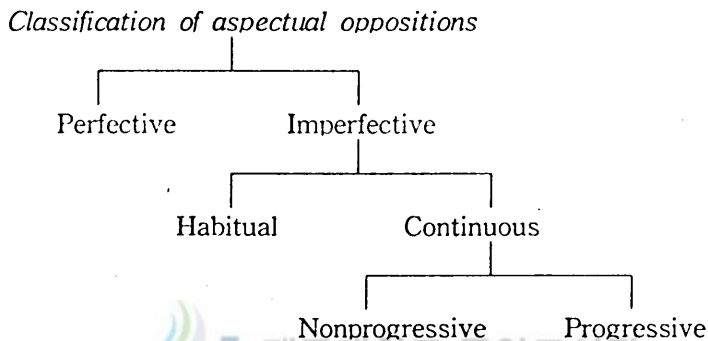 Classification of aspectual oppositions
Perfective Imperfective
Habitual Continuous
Nonprogressive Progressive